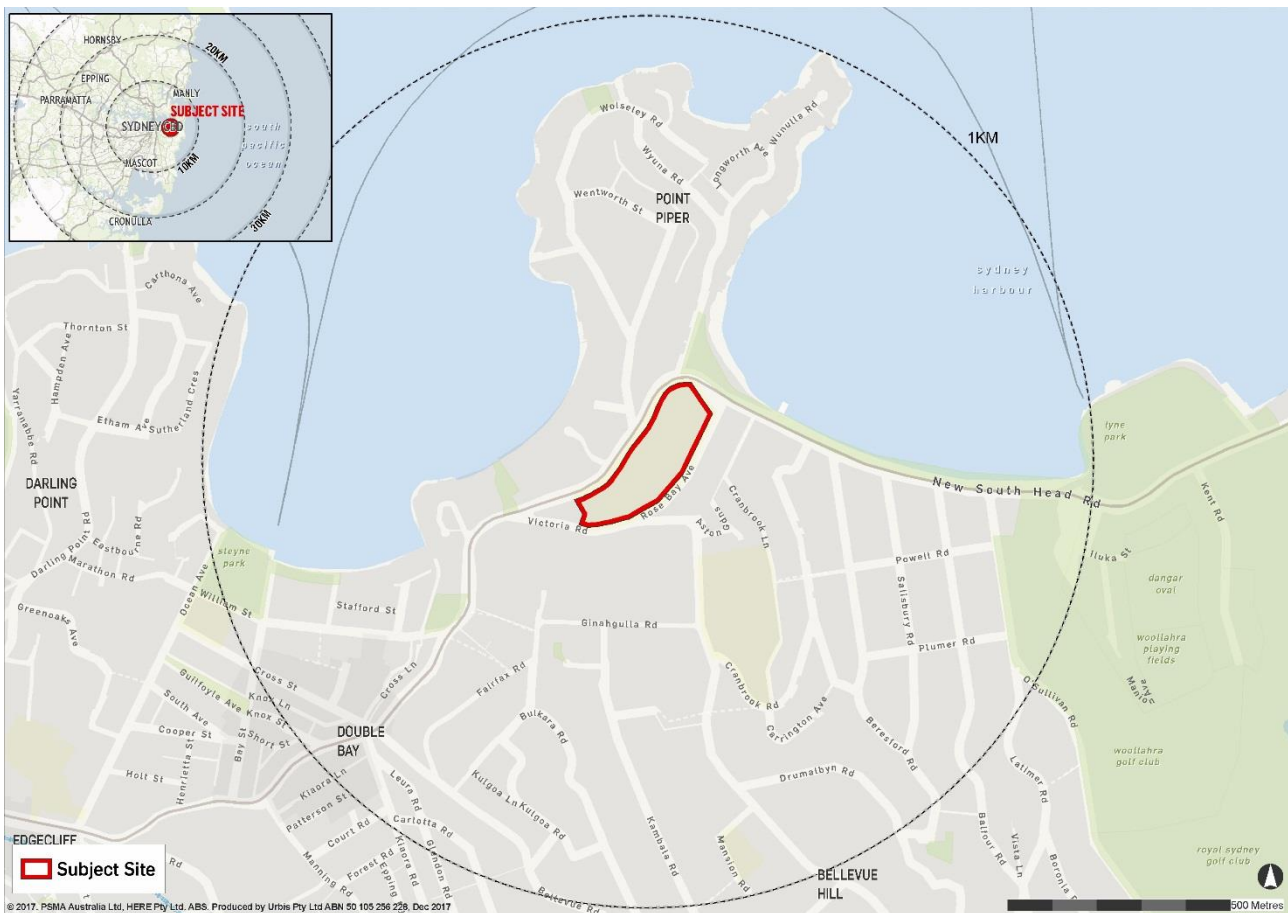 HORNSBY
20KM
EPPING
MANLY
PARRAMATTA
SUBJECT SITE
SYDNEY CBD
south
pacific
ocean
MASCOT
10KM
CRONULLA
30KM
1KM
Wolseley Rd
Wunulla Rd
Longworth Ave
Wyuna Rd
Wentworth St
POINT
PIPER
sydney
harbour
Carthona Ave
Thornton St
Hampden Ave
Yarranabbe Rd
Etham Ave
Sutherland Cres
DARLING
POINT
lyne
park
New South Head Rd
Kent Rd
Rose Bay Ave
Cranbrook Ln
Aston Gdns
Victoria Rd
Darling Point Rd
Eastbourne Rd
Marathon Rd
steyne
park
Ocean Ave
William St
Stafford St
Greenoaks Ave
Powell Rd
Iluka St
dangar
oval
Salisbury Rd
Ginahgulla Rd
Plumer Rd
woollahra
playing
fields
Manion Ave
Cross St
Cross Ln
Fairfax Rd
Knox Ln
Guilfoyle Ave
Knox St
South Ave
Short St
Cooper St
Bay St
Henrietta St
Holt St
Cranbrook Rd
O'Sullivan Rd
Carrington Ave
Beresford Rd
Bulkara Rd
DOUBLE
BAY
woollahra
golf club
Kiaora Ln
Patterson St
Court Rd
Leura Rd
Carlotta Rd
Kulgoa Ln
Kulgoa Rd
Drumalbyn Rd
Latimer Rd
Kambala Rd
Mansion Rd
Balfour Rd
Vista Ln
Boronia Rd
Manning Rd
Forest Rd
Kiaora Rd
Epping
Glendon Rd
Bellevue Rd
BELLEVUE
HILL
royal sydney
golf club
EDGECLIFF
Rd
Subject Site
© 2017. PSMA Australia Ltd, HERE Pty Ltd. ABS. Produced by Urbis Pty Ltd ABN 50 105 256 228, Dec 2017
500 Metres